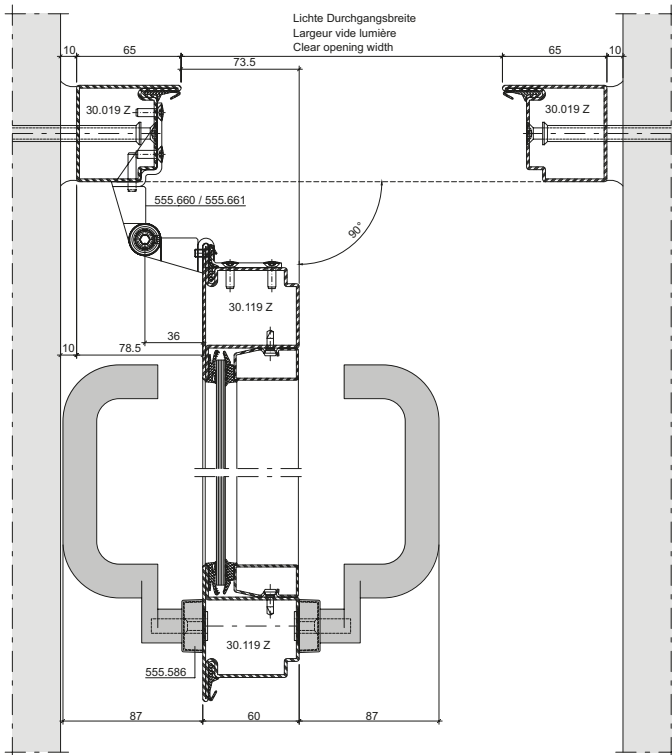 Lichte Durchgangsbreite
Largeur vide lumière
Clear opening width
10
65
65
10
73.5
30.019 Z
30.019 Z
555.660 / 555.661
90°
30.119 Z
36
10
78.5
30.119 Z
555.586
87
60
87